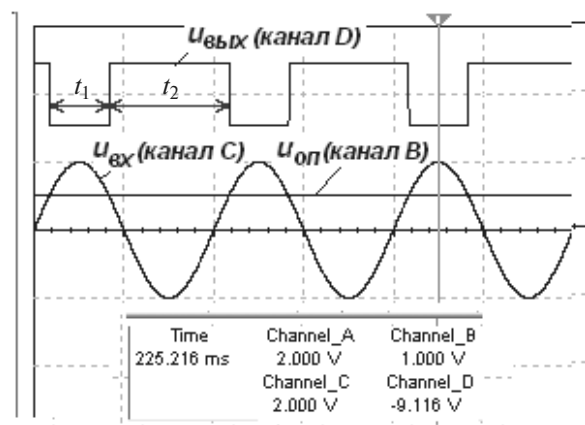 uвых (канал D)
t1
t2
uвх (канал C)
uоп (канал B)
Time
Channel_A
Channel_B
225.216 ms
2.000 V
1.000 V
Channel_C
Channel_D
2.000 V
-9.116 V